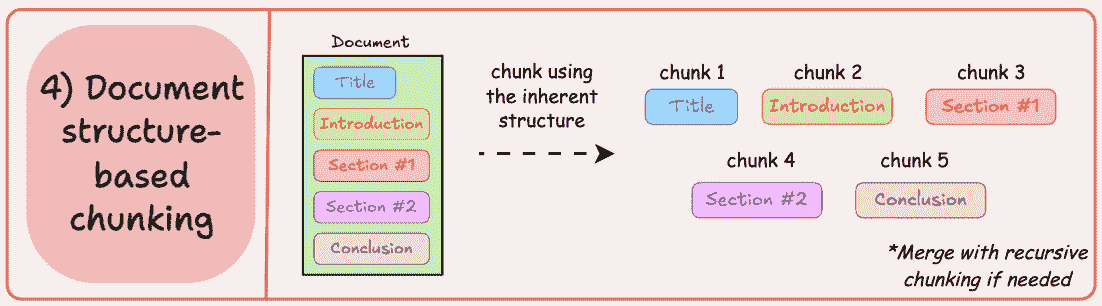 4) Document
structure-
based
chunking
Document
Title
Introduction
Section #1
Section #2
Conclusion
chunk using
the inherent
structure
chunk 1
Title
chunk 2
Introduction
chunk 3
Section #1
chunk 4
Section #2
chunk 5
Conclusion
*Merge with recursive
chunking if needed